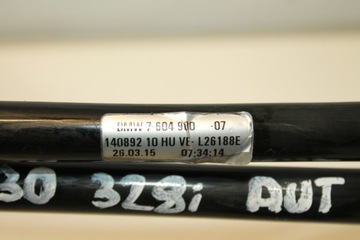 BMW 7 604 900 -07
140892 10 HU VE- L26188E
26.03.15 07:34:14
30 328i AUT